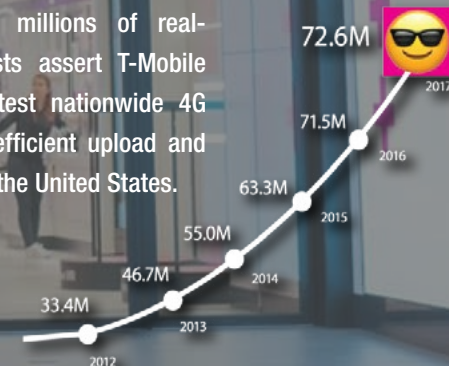 millions of real-
sts assert T-Mobile
test nationwide 4G
efficient upload and
the United States.
72.6M
2017
71.5M
2016
63.3M
2015
55.0M
2014
46.7M
2013
33.4M
2012